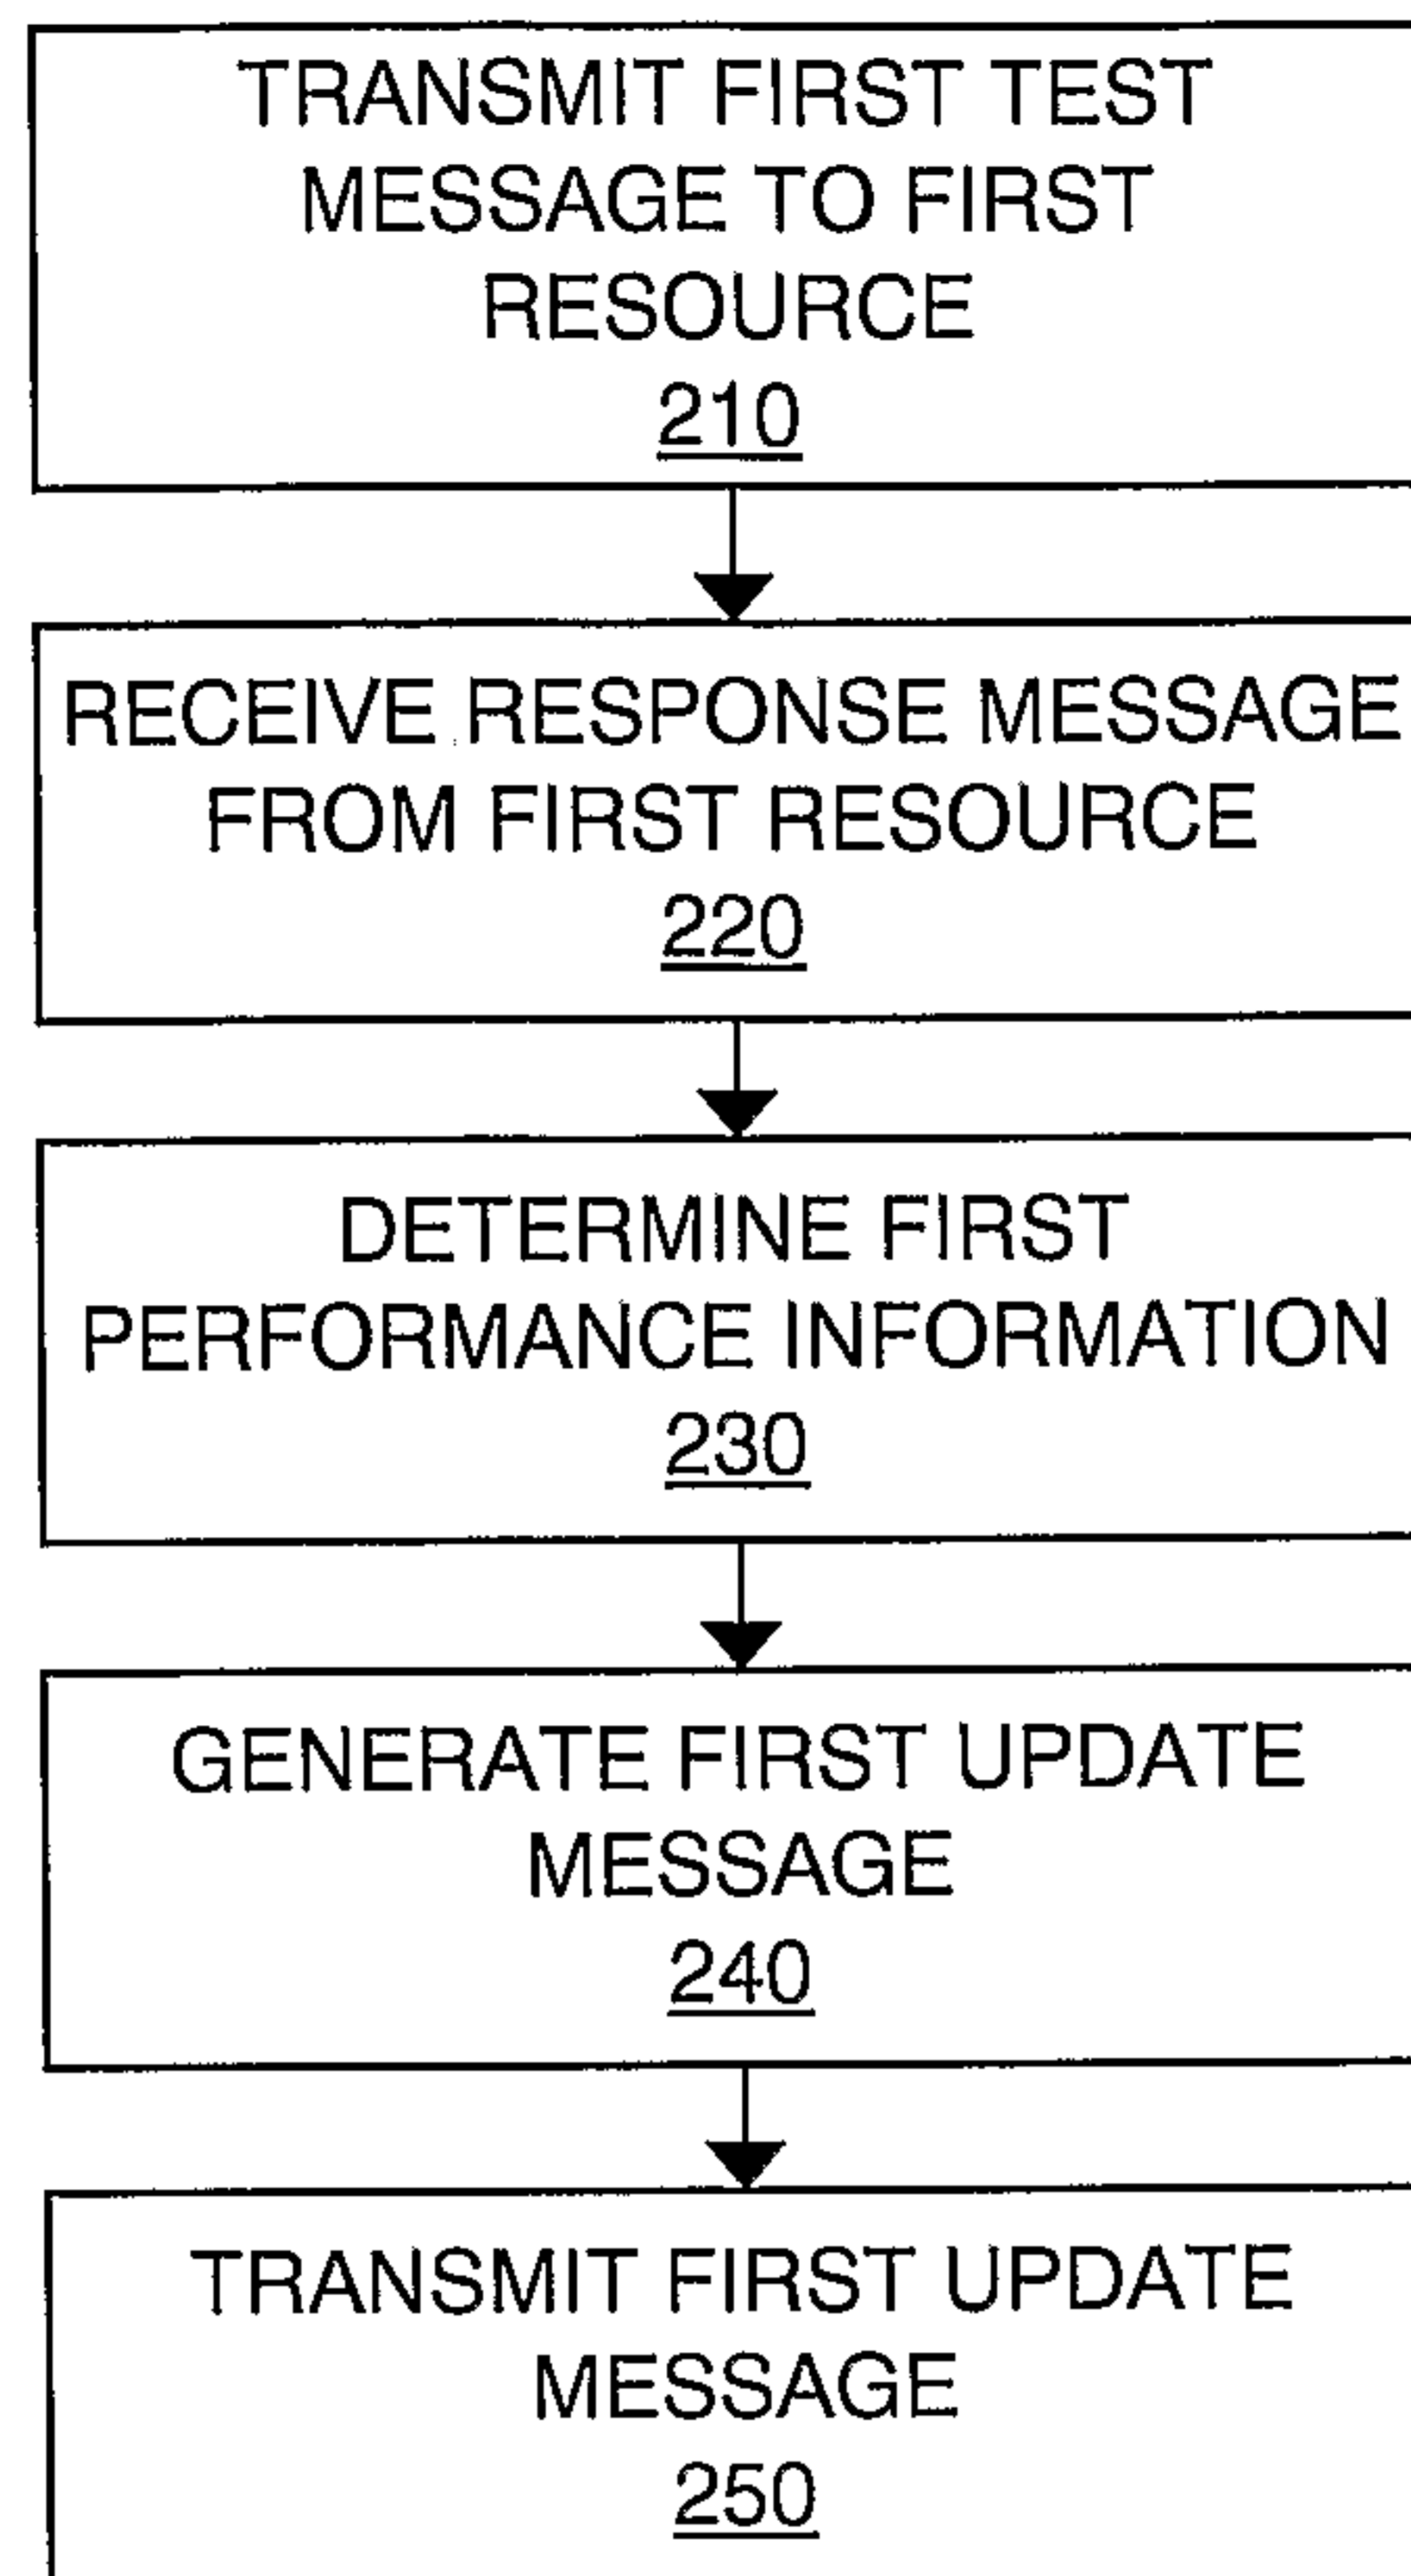 TRANSMIT FIRST TEST
MESSAGE TO FIRST
RESOURCE
210
RECEIVE RESPONSE MESSAGE
FROM FIRST RESOURCE
220
DETERMINE FIRST
PERFORMANCE INFORMATION
230
GENERATE FIRST UPDATE
MESSAGE
240
TRANSMIT FIRST UPDATE
MESSAGE
250